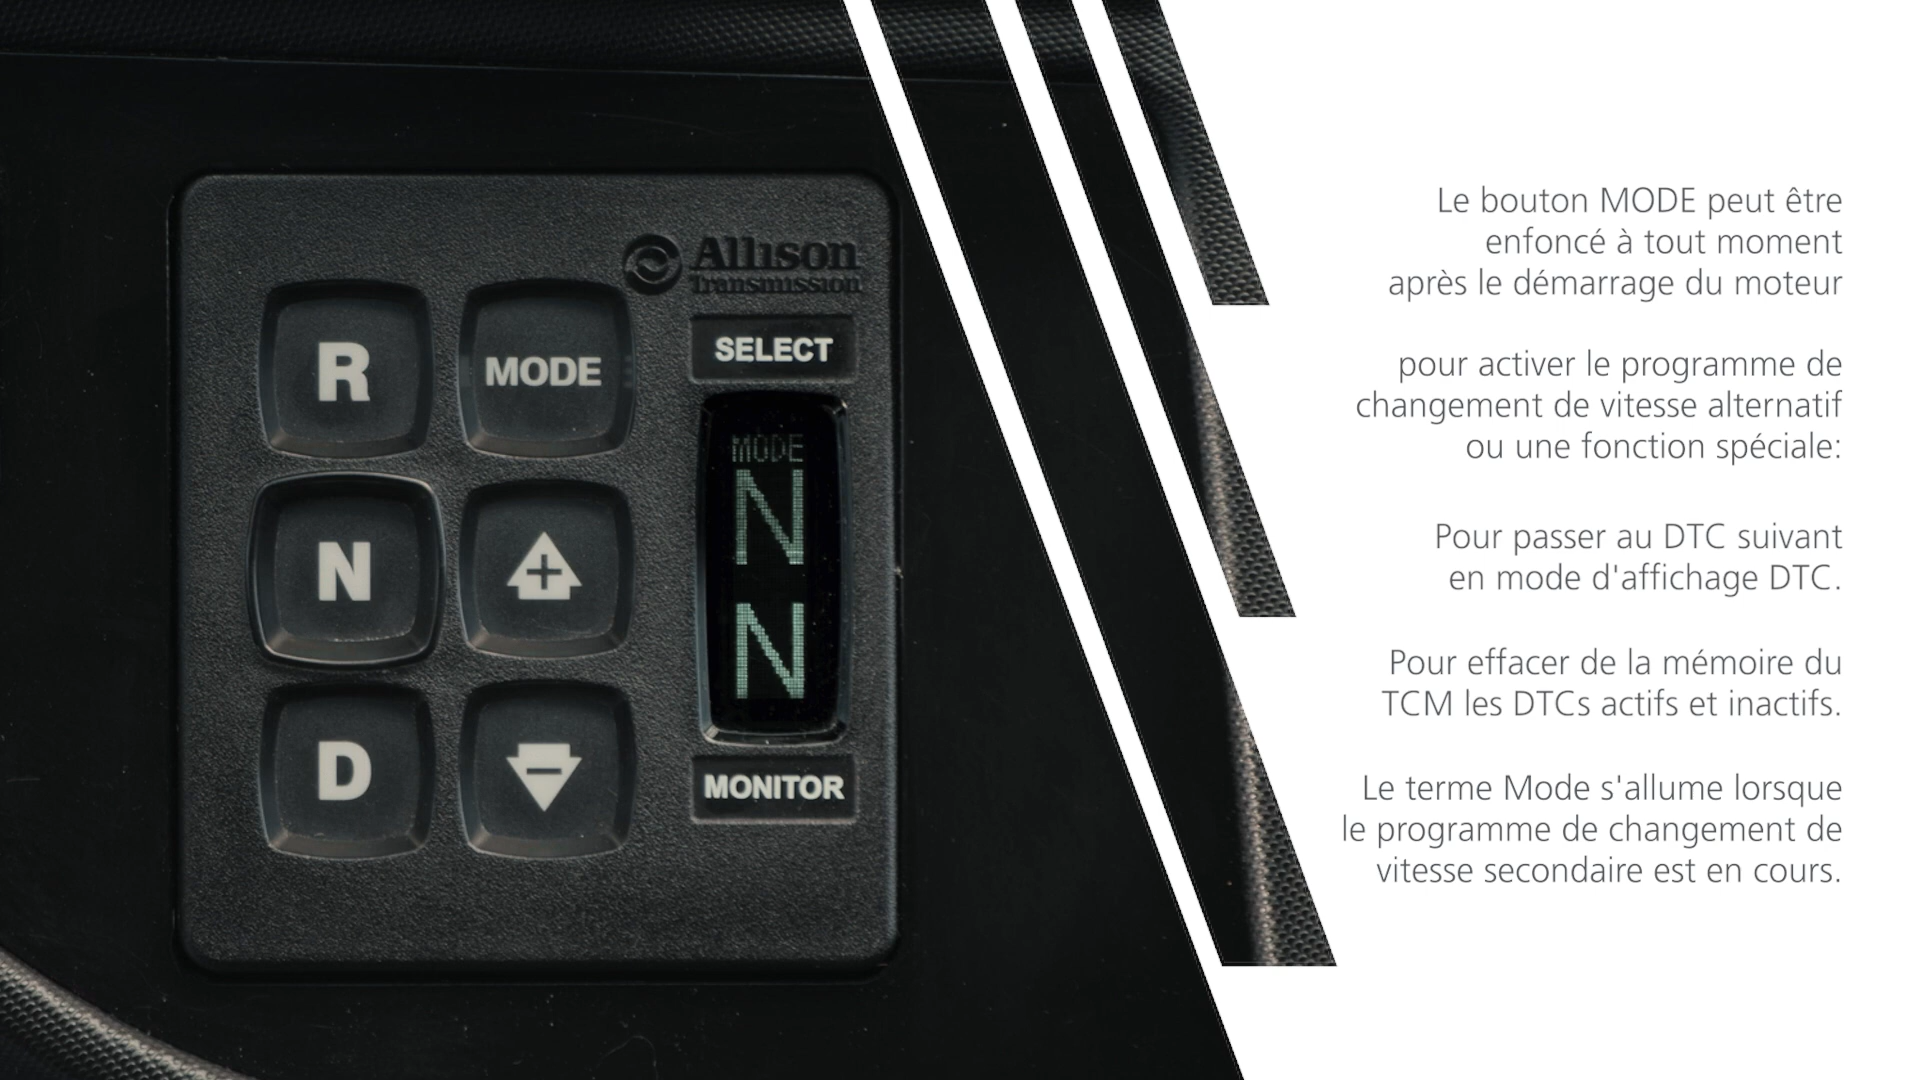 Allison
Transmission
R
MODE
SELECT
MODE
N
N
N
+
D
-
MONITOR
Le bouton MODE peut être
enfoncé à tout moment
après le démarrage du moteur
pour activer le programme de
changement de vitesse alternatif
ou une fonction spéciale:
Pour passer au DTC suivant
en mode d'affichage DTC.
Pour effacer de la mémoire du
TCM les DTCs actifs et inactifs.
Le terme Mode s'allume lorsque
le programme de changement de
vitesse secondaire est en cours.